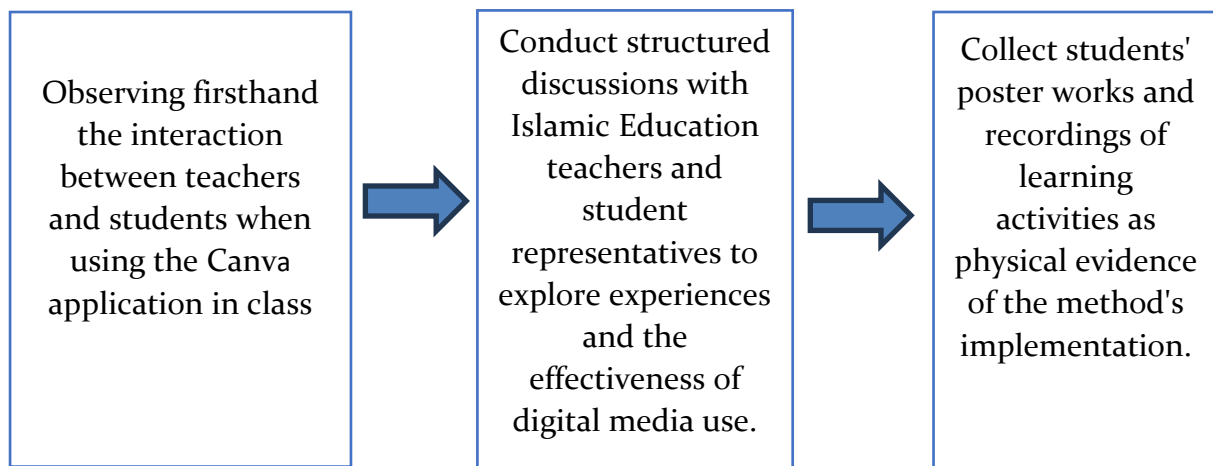 Observing firsthand
the interaction
between teachers
and students when
using the Canva
application in class
Conduct structured
discussions with
Islamic Education
teachers and
student
representatives to
explore experiences
and the
effectiveness of
digital media use.
Collect students'
poster works and
recordings of
learning
activities as
physical evidence
of the method's
implementation.